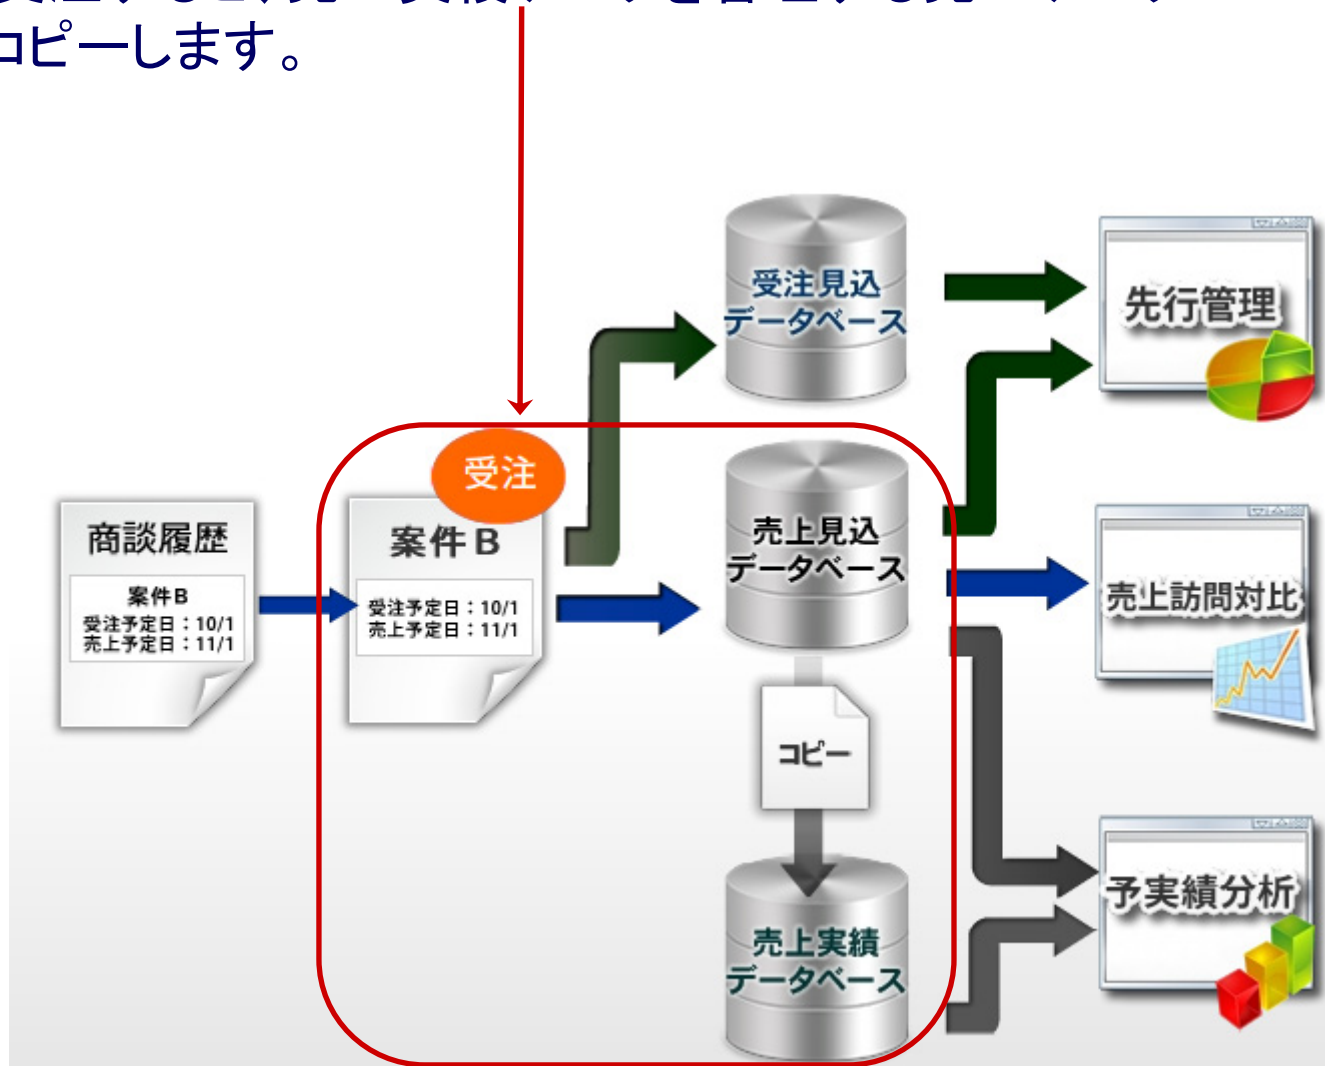 コピーします。
受注見込
データベース
先行管理
受注
商談履歴
案件B
受注予定日：10/1
売上予定日：11/1
案件B
受注予定日：10/1
売上予定日：11/1
売上見込
データベース
売上訪問対比
コピー
予実績分析
売上実績
データベース